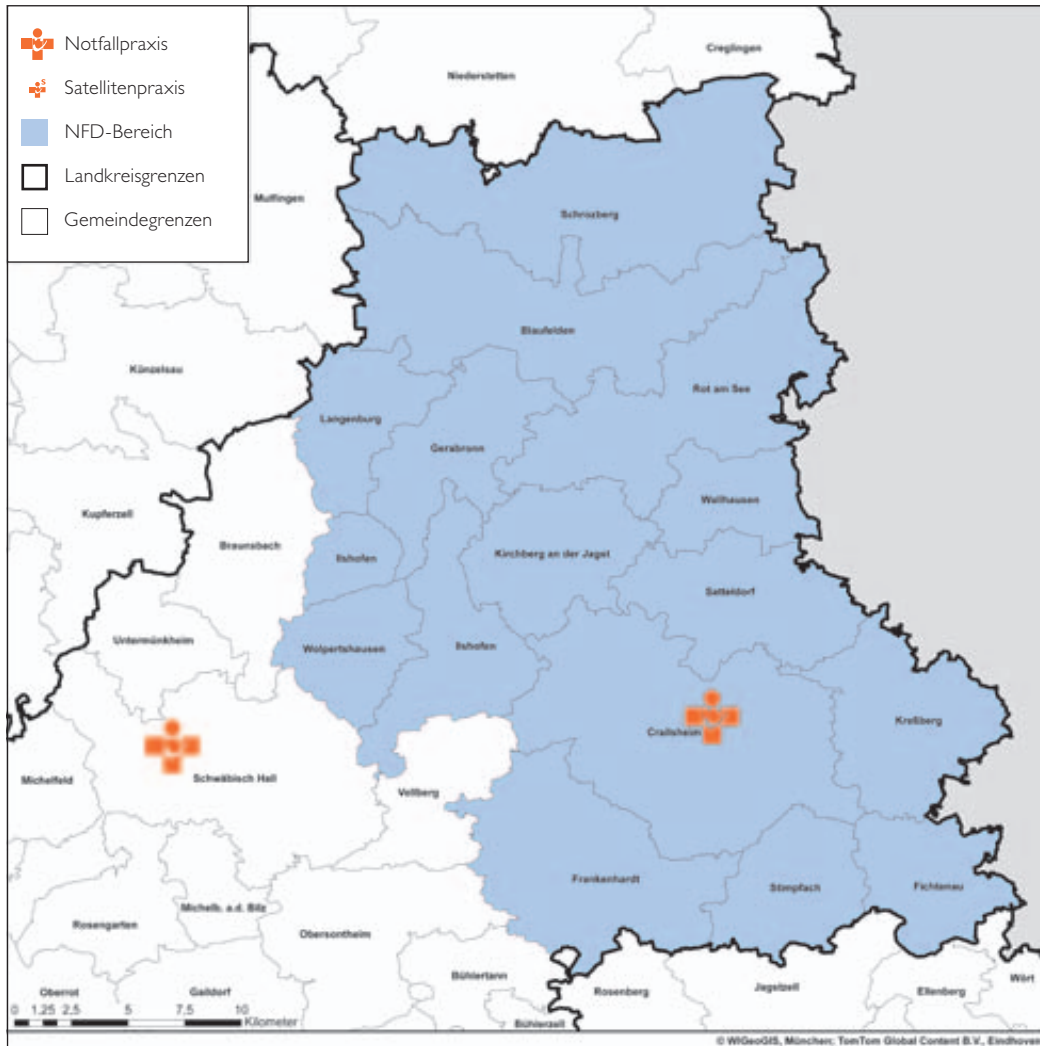 Notfallpraxis
S
Satellitenpraxis
NFD-Bereich
Landkreisgrenzen
Gemeindegrenzen
Creglingen
Niederstetten
Mulfingen
Schrozberg
Blaufelden
Künzelsau
Rot am See
Langenburg
Gerabronn
Wallhausen
Kupferzell
Braunsbach
Ilshofen
Kirchberg an der Jagst
Satteldorf
Untermünkheim
Wolpertshausen
Ilshofen
Kreßberg
Crailsheim
Michelfeld
Schwäbisch Hall
Vellberg
Frankenhardt
Stimpfach
Fichtenau
Michelb. a.d. Bilz
Rosengarten
Obersontheim
Bühlertann
Wört
Oberrot
Gaildorf
Rosenberg
Jagstzell
Ellenberg
0 1.25 2.5 5 7.5 10
Kilometer
Bühlerzell
© WIGeoGIS, München; TomTom Global Content B.V., Eindhoven